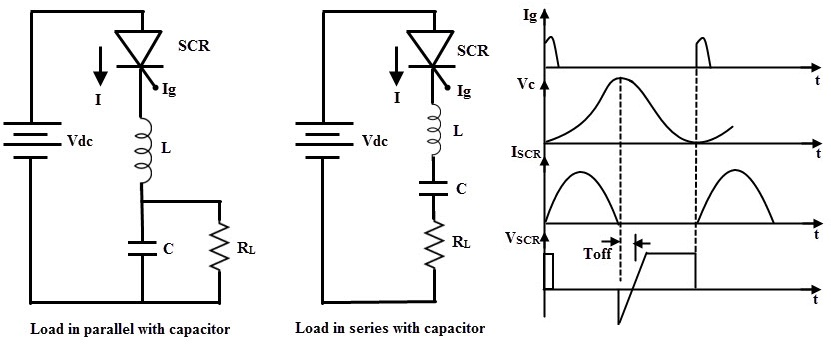 SCR
I
Ig
Vdc
L
C
RL
Load in parallel with capacitor
SCR
I
Ig
Vdc
L
C
RL
Load in series with capacitor
Ig
t
Vc
t
ISCR
t
VSCR
Toff
t